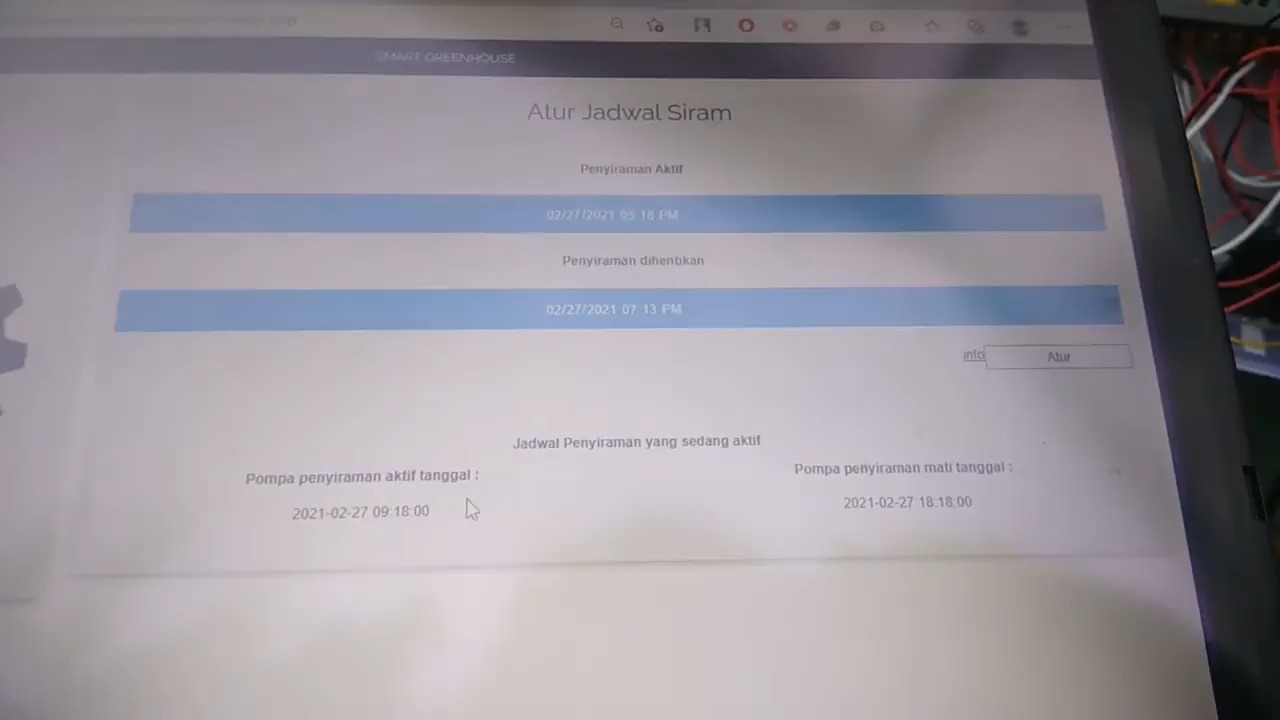 SMART GREENHOUSE
Atur Jadwal Siram
Penyiraman Aktif
02/27/2021 05:18 PM
Penyiraman dihentikan
02/27/2021 07:13 PM
info Atur
Jadwal Penyiraman yang sedang aktif
Pompa penyiraman aktif tanggal : Pompa penyiraman mati tanggal :
2021-02-27 09:18:00 2021-02-27 18:18:00